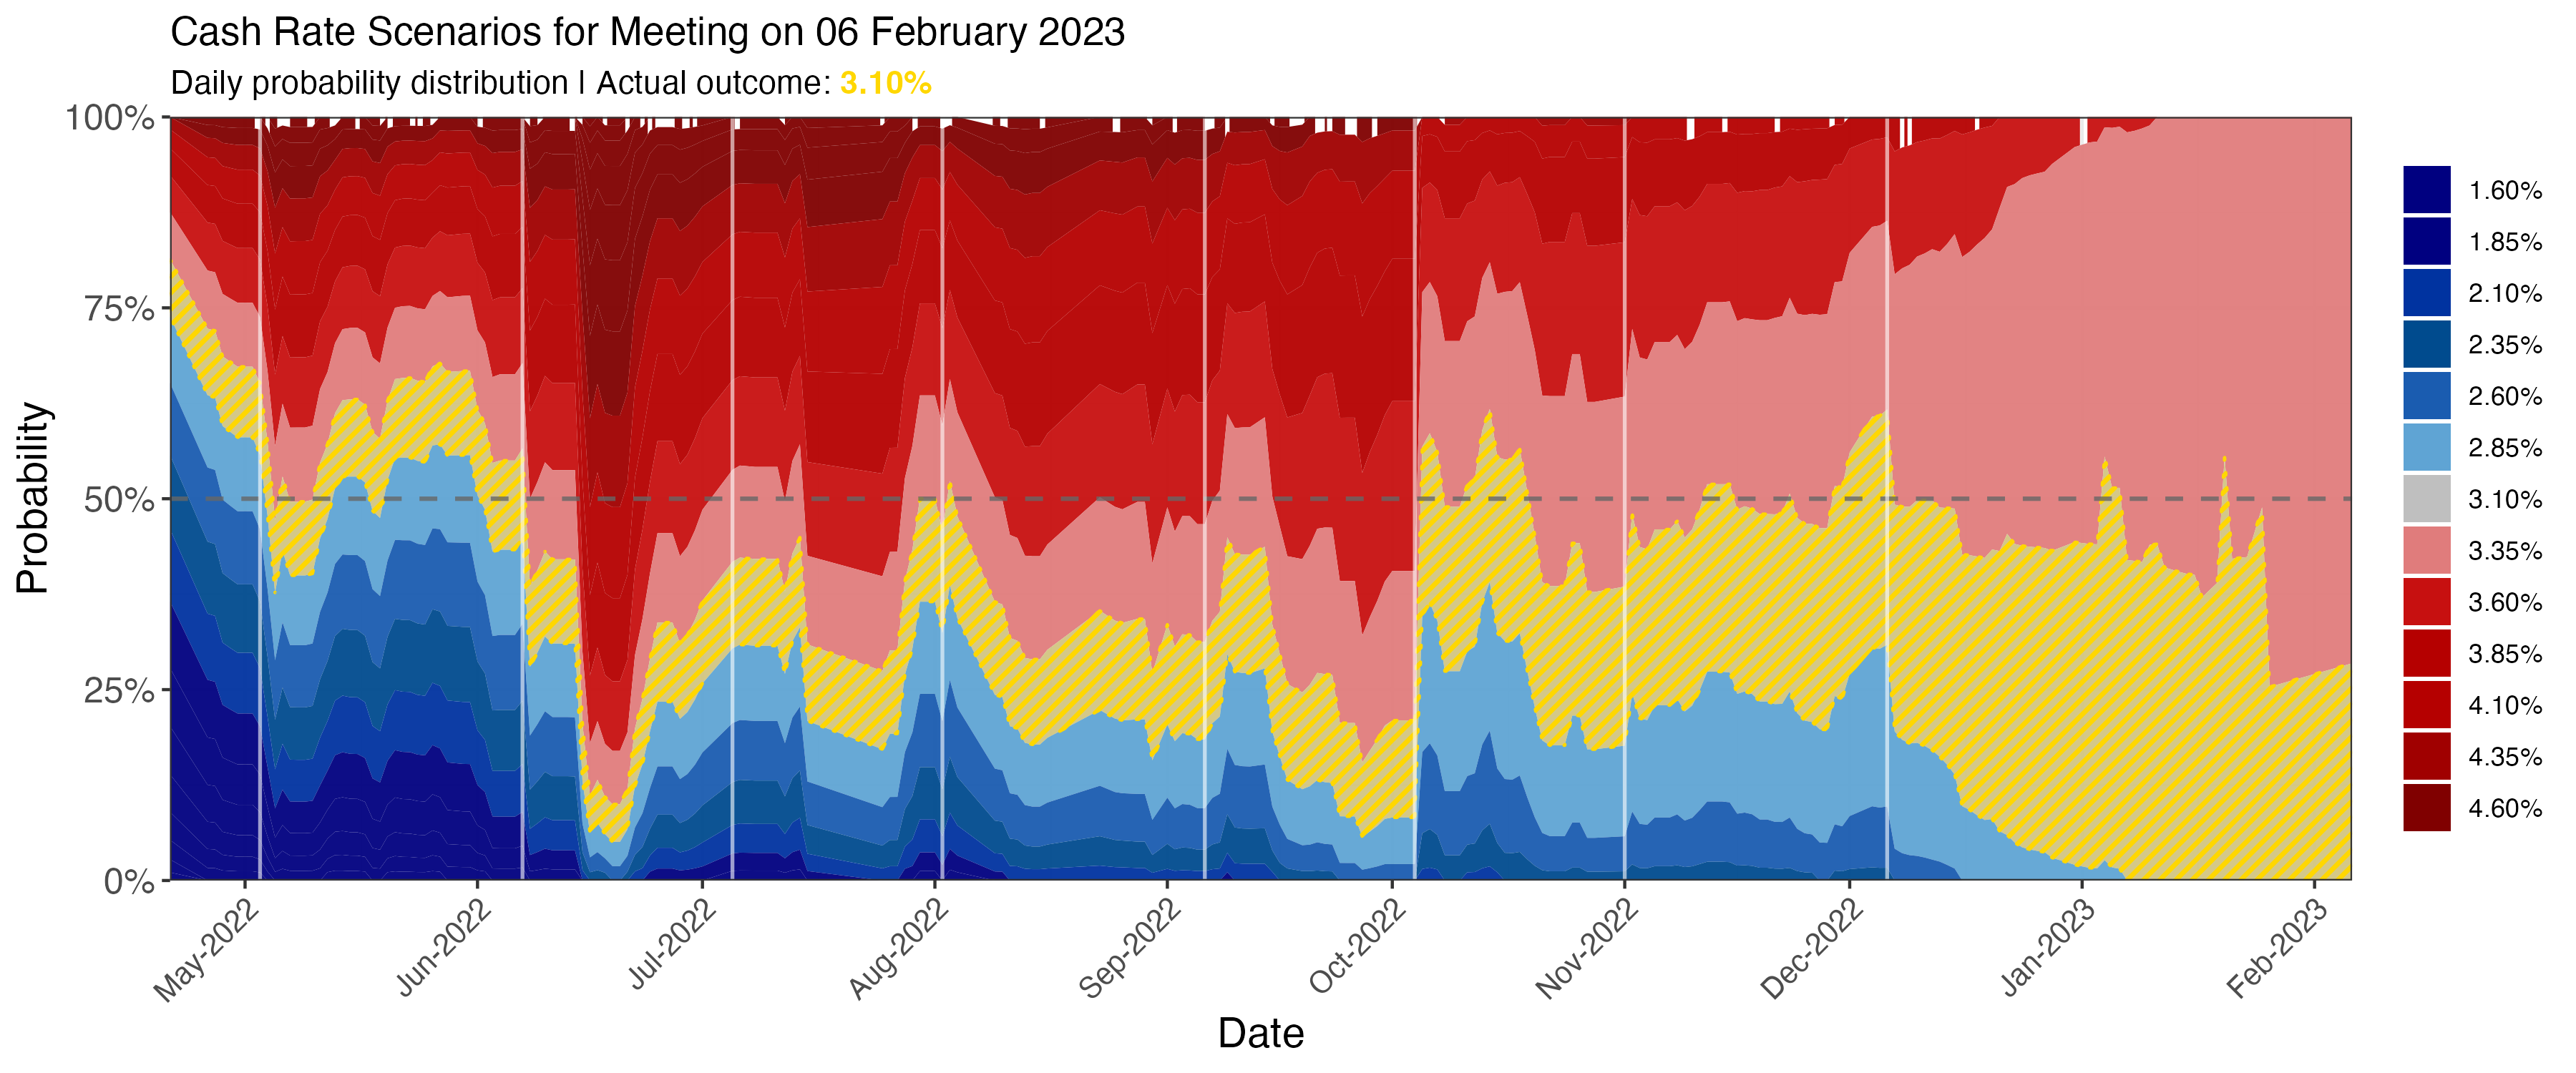 Cash Rate Scenarios for Meeting on 06 February 2023
Daily probability distribution | Actual outcome: 3.10%
Probability
100%
75%
50%
25%
0%
May-2022
Jun-2022
Jul-2022
Aug-2022
Sep-2022
Oct-2022
Nov-2022
Dec-2022
Jan-2023
Feb-2023
Date
1.60%
1.85%
2.10%
2.35%
2.60%
2.85%
3.10%
3.35%
3.60%
3.85%
4.10%
4.35%
4.60%